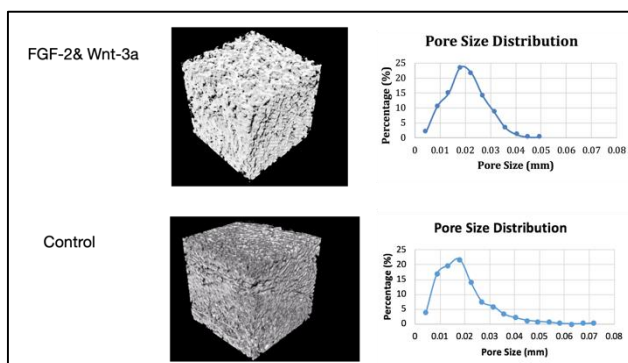 FGF-2& Wnt-3a
Pore Size Distribution
Percentage (%)
25
20
15
10
5
0
0 0.01 0.02 0.03 0.04 0.05 0.06 0.07 0.08
Pore Size (mm)
Control
Pore Size Distribution
Percentage (%)
25
20
15
10
5
0
0 0.01 0.02 0.03 0.04 0.05 0.06 0.07 0.08
Pore Size (mm)